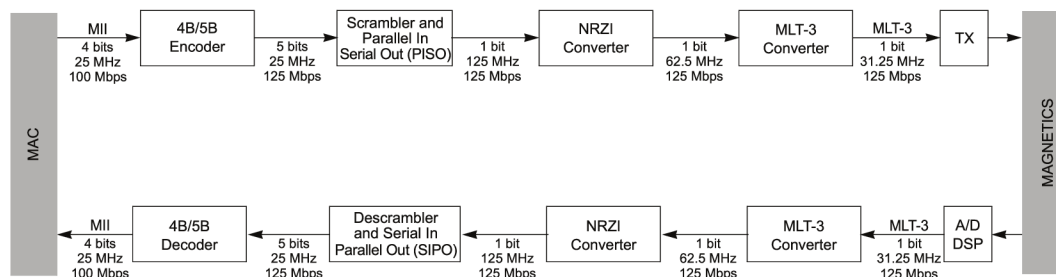 MAC
MII
4 bits
25 MHz
100 Mbps
4B/5B
Encoder
5 bits
25 MHz
125 Mbps
Scrambler and
Parallel In
Serial Out (PISO)
1 bit
125 MHz
125 Mbps
NRZI
Converter
1 bit
62.5 MHz
125 Mbps
MLT-3
Converter
MLT-3
1 bit
31.25 MHz
125 Mbps
TX
MAGNETICS
MII
4 bits
25 MHz
100 Mbps
4B/5B
Decoder
5 bits
25 MHz
125 Mbps
Descrambler
and Serial In
Parallel Out (SIPO)
1 bit
125 MHz
125 Mbps
NRZI
Converter
1 bit
62.5 MHz
125 Mbps
MLT-3
Converter
MLT-3
1 bit
31.25 MHz
125 Mbps
A/D
DSP